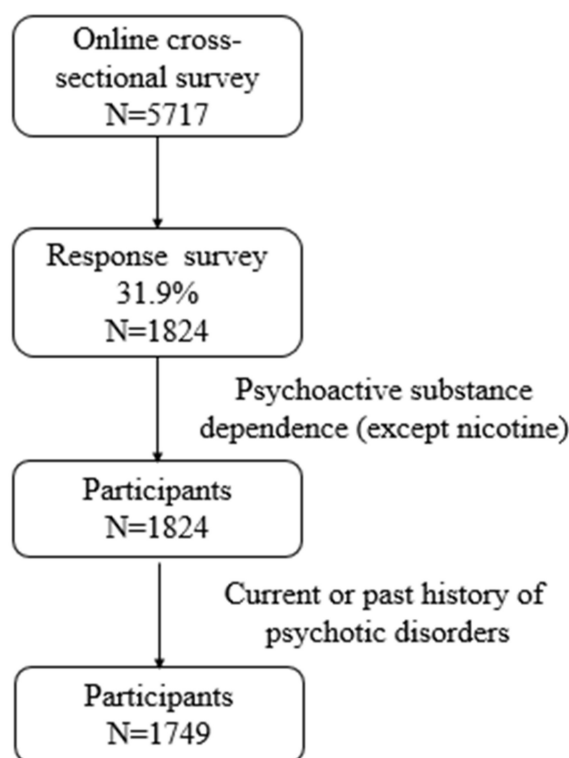 Online cross-
sectional survey
N=5717
Response survey
31.9%
N=1824
Psychoactive substance
dependence (except nicotine)
Participants
N=1824
Current or past history of
psychotic disorders
Participants
N=1749